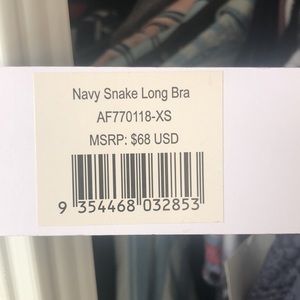 Navy Snake Long Bra
AF770118-XS
MSRP: $68 USD
9 354468 032853